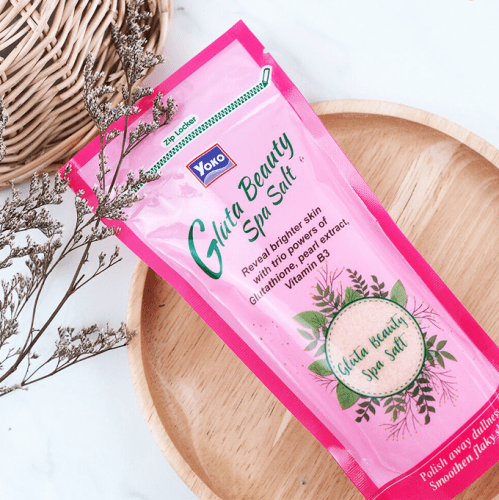 Zip Locker
YOKO
Gluta Beauty
Spa Salt
Reveal brighter skin
with trio powers of
Glutathione, pearl extract,
Vitamin B3
Gluta Beauty
Spa Salt
Polish away dullness
Smoothen flaky